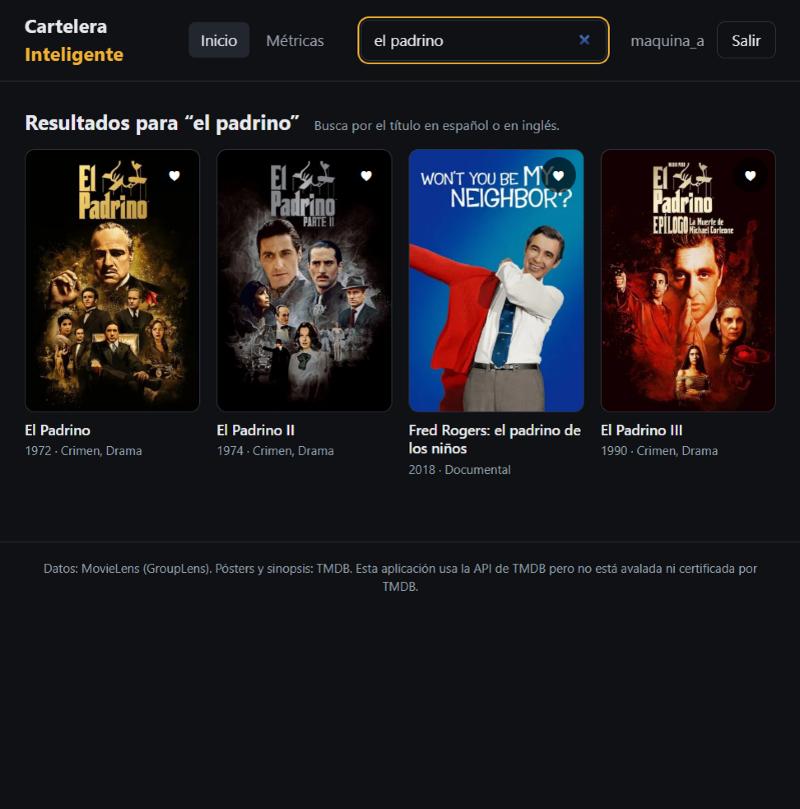 Cartelera
Inteligente
Inicio
Métricas
el padrino
maquina_a
Salir
Resultados para “el padrino”
Busca por el título en español o en inglés.
El
Padrino
El
Padrino
PARTE II
WON'T YOU BE MY
NEIGHBOR?
El
Padrino
EPÍLOGO La Muerte de
Michael Corleone
El Padrino
1972 · Crimen, Drama
El Padrino II
1974 · Crimen, Drama
Fred Rogers: el padrino de
los niños
2018 · Documental
El Padrino III
1990 · Crimen, Drama
Datos: MovieLens (GroupLens). Pósters y sinopsis: TMDB. Esta aplicación usa la API de TMDB pero no está avalada ni certificada por
TMDB.